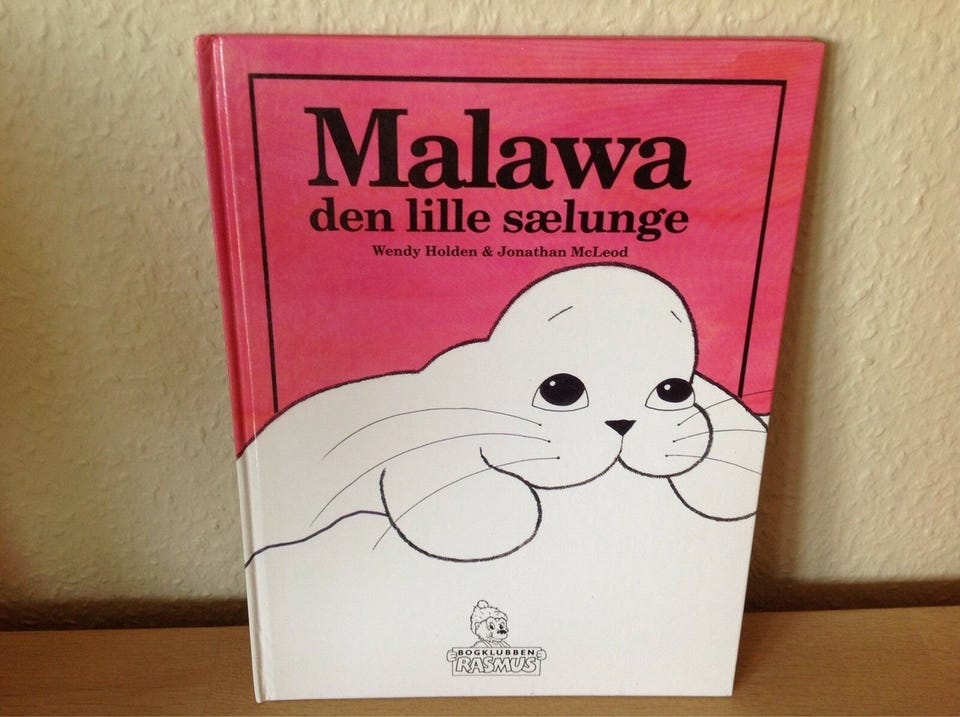 Malawa
den lille sælunge
Wendy Holden & Jonathan McLeod
BOGKLUBBEN
RASMUS